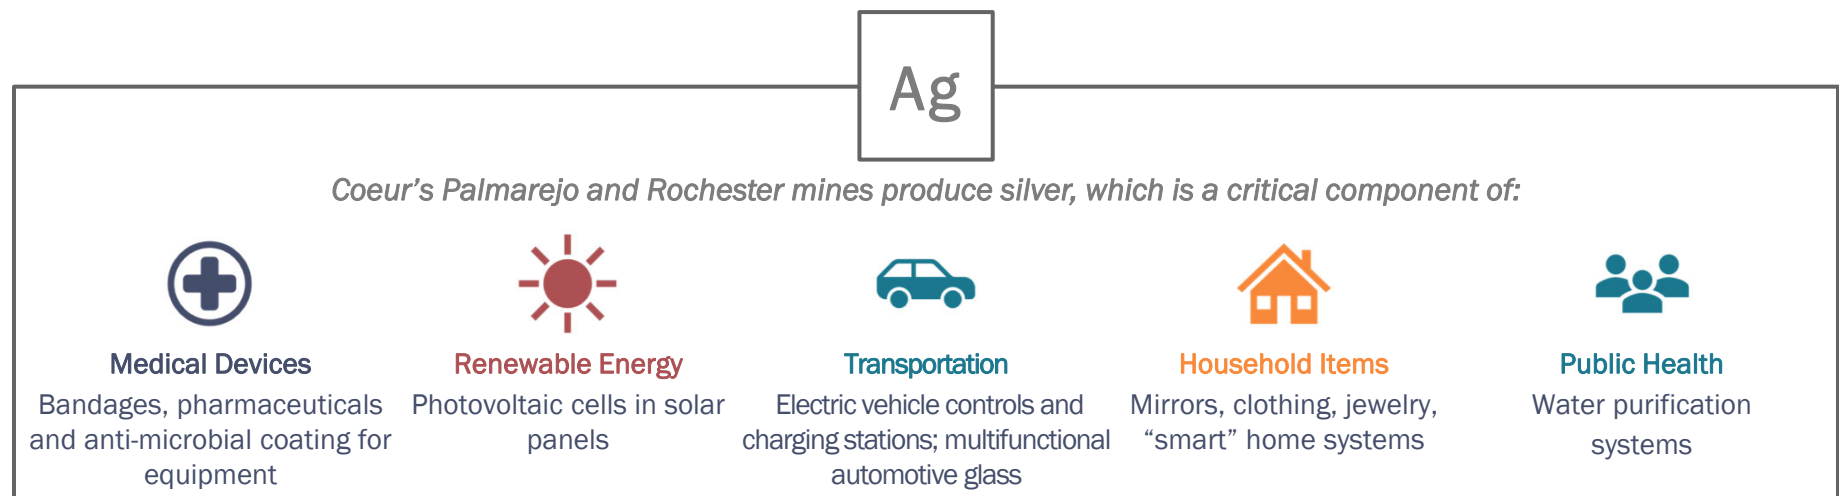 Ag
Coeur’s Palmarejo and Rochester mines produce silver, which is a critical component of:
Medical Devices
Bandages, pharmaceuticals
and anti-microbial coating for
equipment
Renewable Energy
Photovoltaic cells in solar
panels
Transportation
Electric vehicle controls and
charging stations; multifunctional
automotive glass
Household Items
Mirrors, clothing, jewelry,
“smart” home systems
Public Health
Water purification
systems